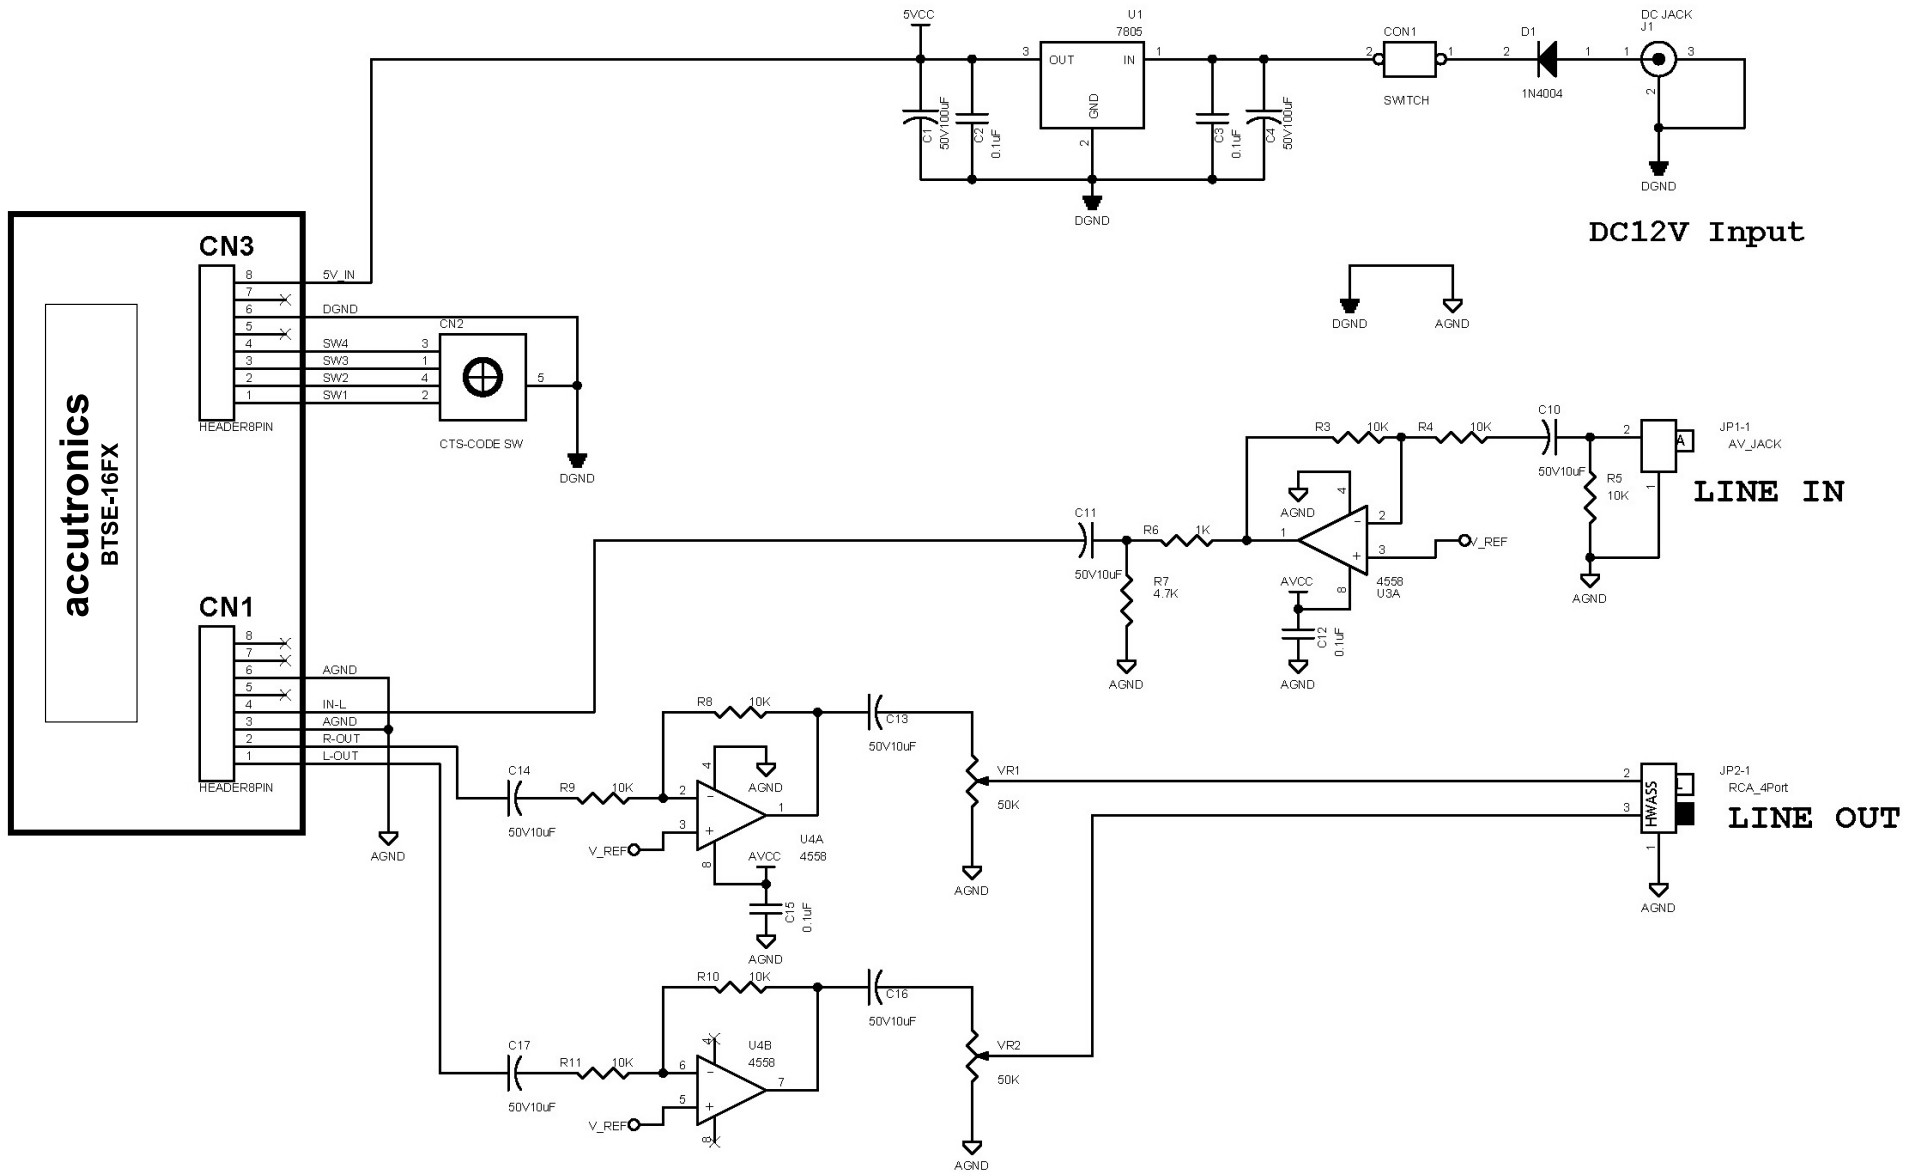 5VCC
U1
7805
3
OUT
IN
1
GND
2
C1
50V100uF
C2
0.1uF
C3
0.1uF
C4
50V100uF
DGND
CON1
2
1
SWITCH
D1
2
1
1N4004
DC JACK
J1
1
3
2
DGND
DC12V Input
DGND
AGND
accutronics
BTSE-16FX
CN3
8
7
6
5
4
3
2
1
HEADER8PIN
5V_IN
DGND
SW4
SW3
SW2
SW1
CN2
3
1
4
2
5
CTS-CODE SW
DGND
R3
10K
R4
10K
C10
50V10uF
2
A
JP1-1
AV_JACK
1
R5
10K
LINE IN
AGND
4
AGND
C11
50V10uF
R6
1K
1
2
3
V_REF
R7
4.7K
AGND
AVCC
8
4558
U3A
C12
0.1uF
AGND
CN1
8
7
6
5
4
3
2
1
HEADER8PIN
AGND
IN-L
AGND
R-OUT
L-OUT
AGND
R8
10K
C13
50V10uF
C14
50V10uF
R9
10K
4
AGND
2
3
1
V_REF
U4A
4558
8
AVCC
C15
0.1uF
AGND
VR1
50K
AGND
2
3
HWASS
L
JP2-1
RCA_4Port
LINE OUT
1
AGND
R10
10K
C16
50V10uF
C17
50V10uF
R11
10K
4
U4B
4558
6
5
7
8
V_REF
VR2
50K
AGND